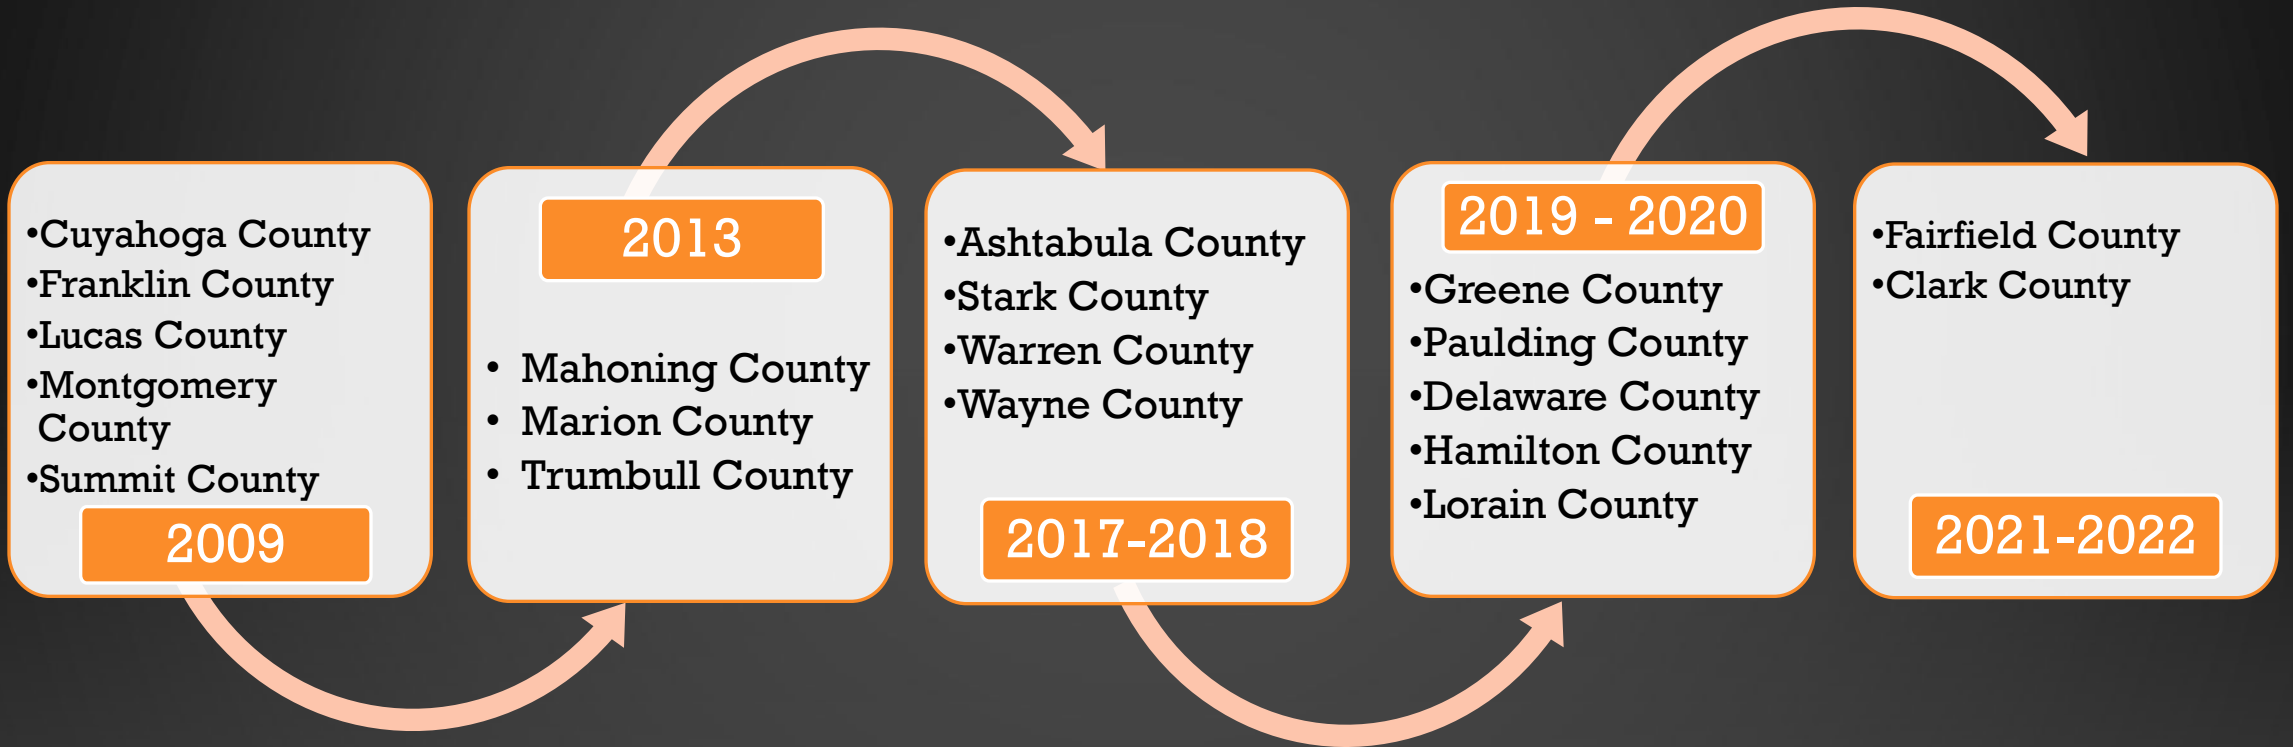 •Cuyahoga County
•Franklin County
•Lucas County
•Montgomery
County
•Summit County
2009
2013
• Mahoning County
• Marion County
• Trumbull County
•Ashtabula County
•Stark County
•Warren County
•Wayne County
2017-2018
2019 - 2020
•Greene County
•Paulding County
•Delaware County
•Hamilton County
•Lorain County
•Fairfield County
•Clark County
2021-2022